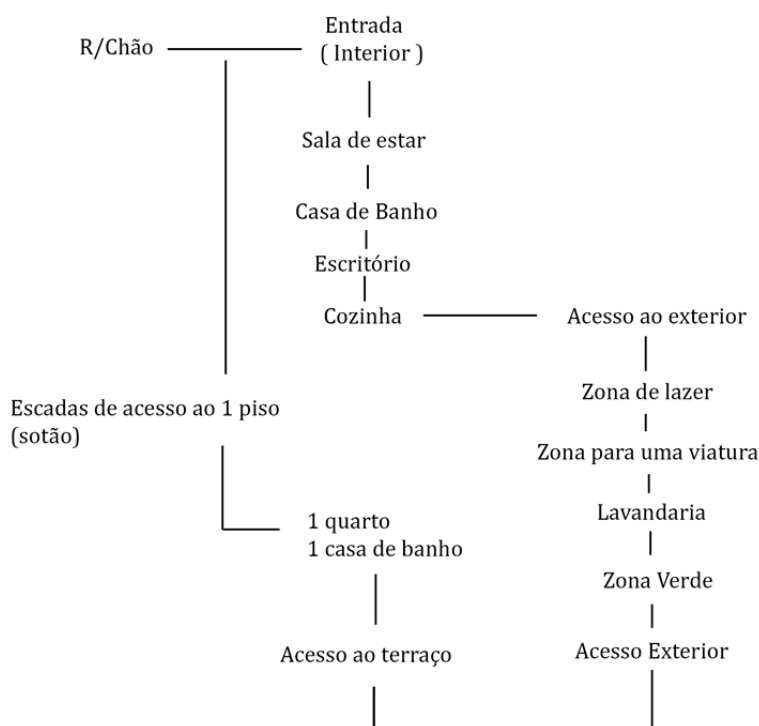 R/Chão
Entrada
( Interior )
Sala de estar
Casa de Banho
Escritório
Cozinha
Acesso ao exterior
Zona de lazer
Zona para uma viatura
Lavandaria
Zona Verde
Acesso Exterior
Escadas de acesso ao 1 piso
(sotão)
1 quarto
1 casa de banho
Acesso ao terraço